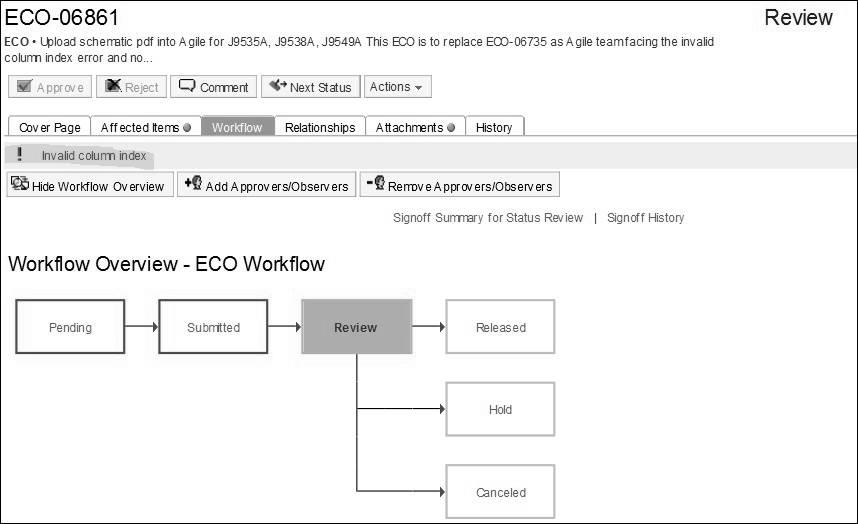 ECO-06861
Review
ECO • Upload schematic pdf into Agile for J9535A, J9538A, J9549A This ECO is to replace ECO-06735 as Agile team facing the invalid
column index error and no...
Approve Reject Comment Next Status Actions
Cover Page Affected Items Workflow Relationships Attachments History
! Invalid column index
Hide Workflow Overview Add Approvers/Observers Remove Approvers/Observers
Signoff Summary for Status Review | Signoff History
Workflow Overview - ECO Workflow
Pending Submitted Review Released
Hold
Canceled